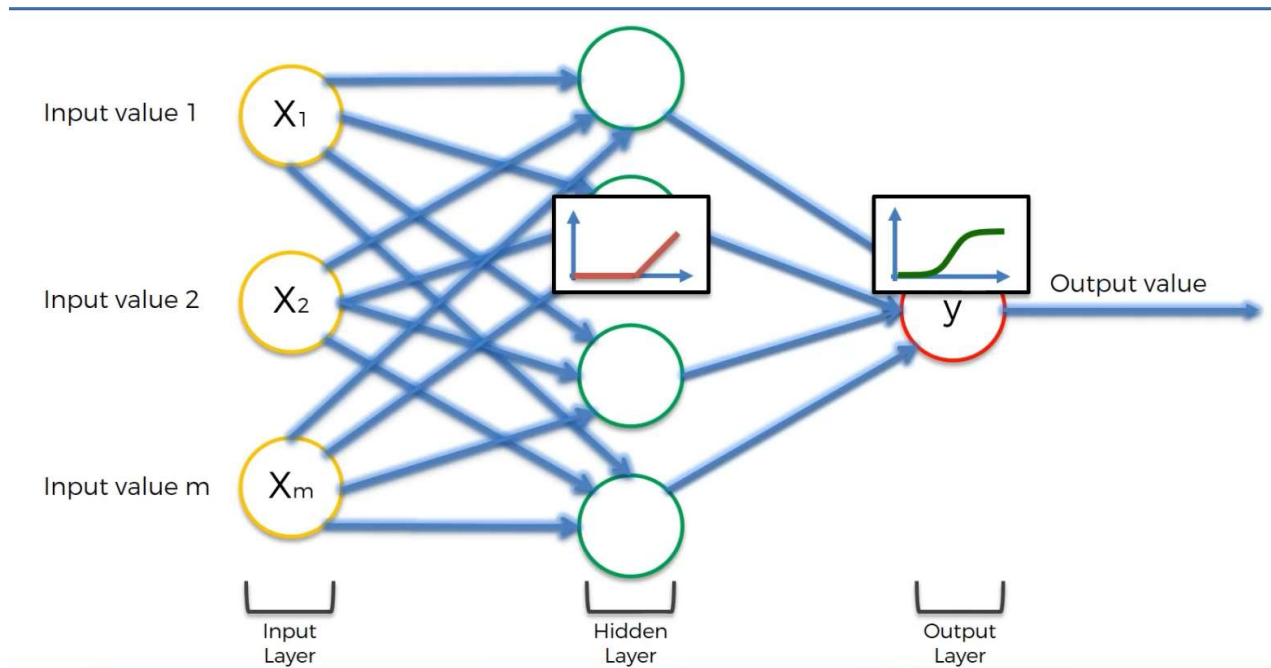 Input value 1
X₁
Input value 2
X₂
y
Output value
Input value m
Xₘ
Input
Layer
Hidden
Layer
Output
Layer